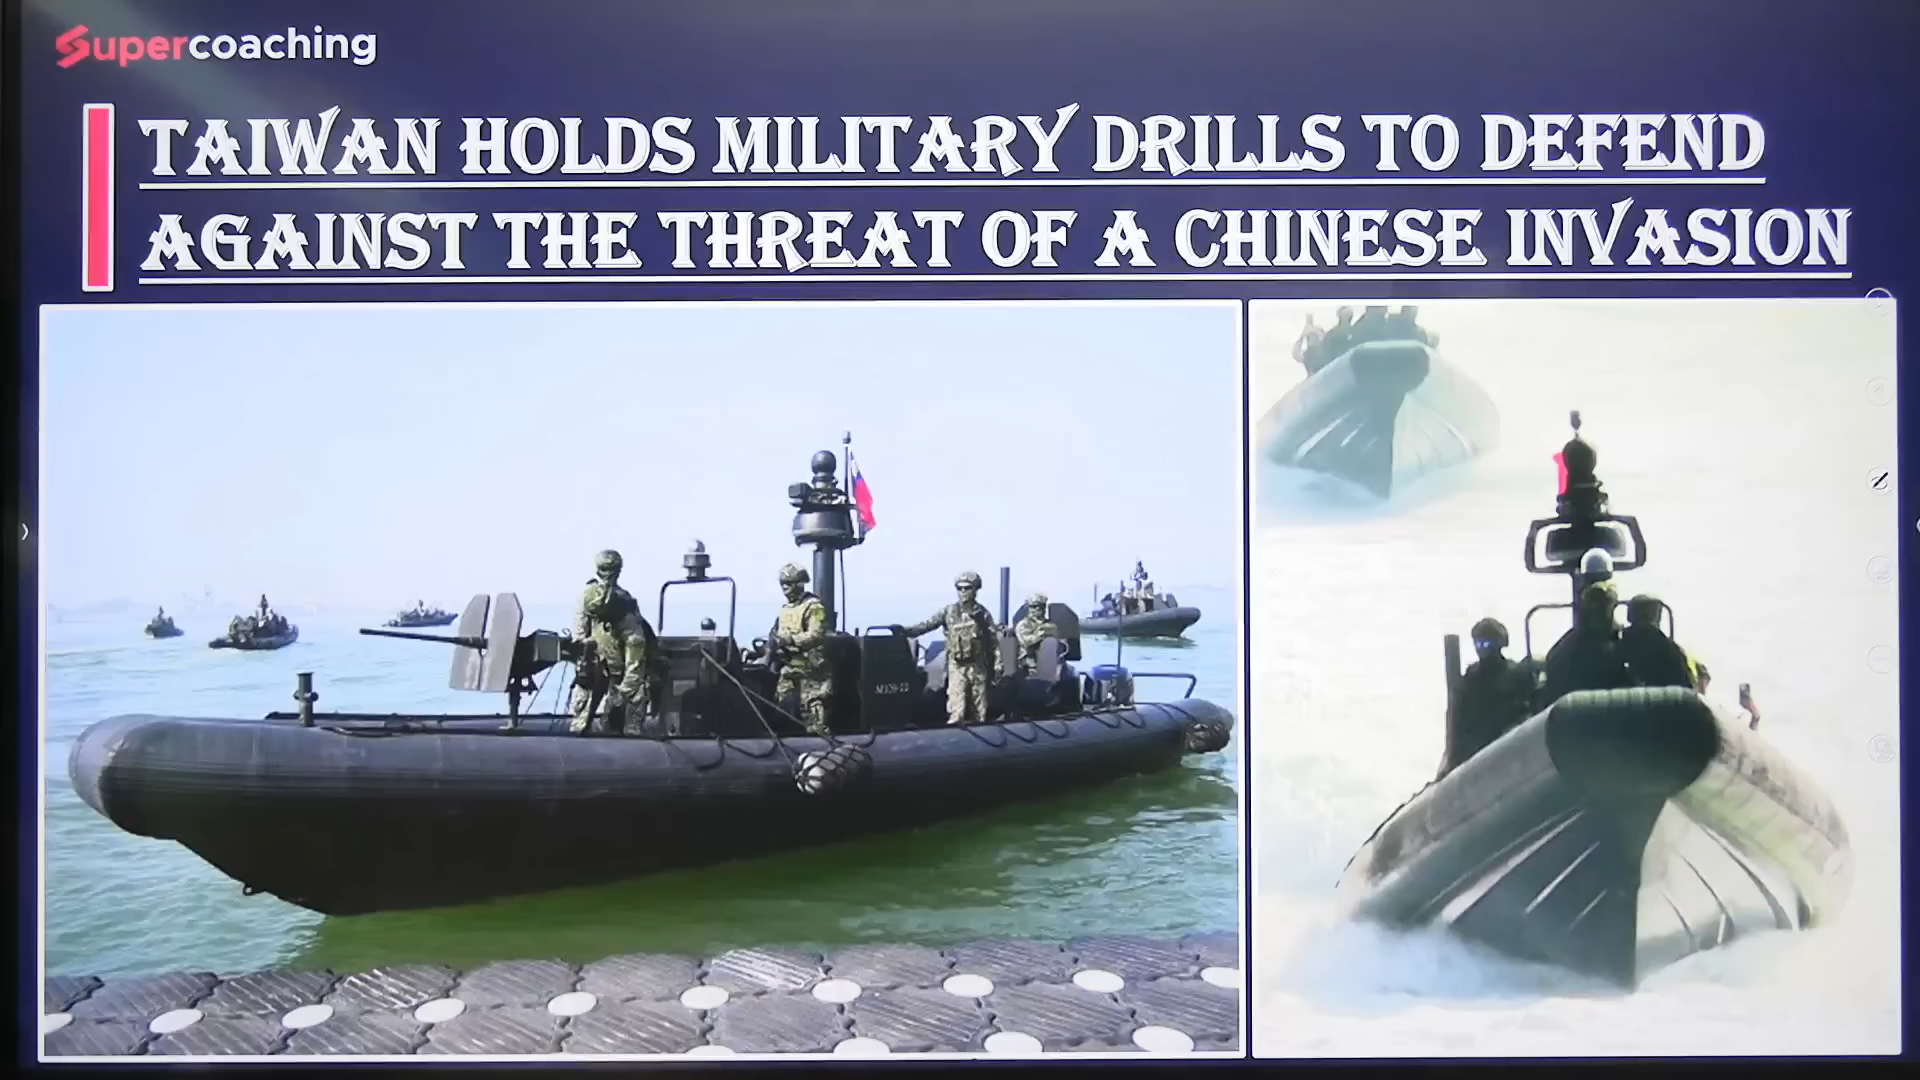 Supercoaching
TAIWAN HOLDS MILITARY DRILLS TO DEFEND
AGAINST THE THREAT OF A CHINESE INVASION